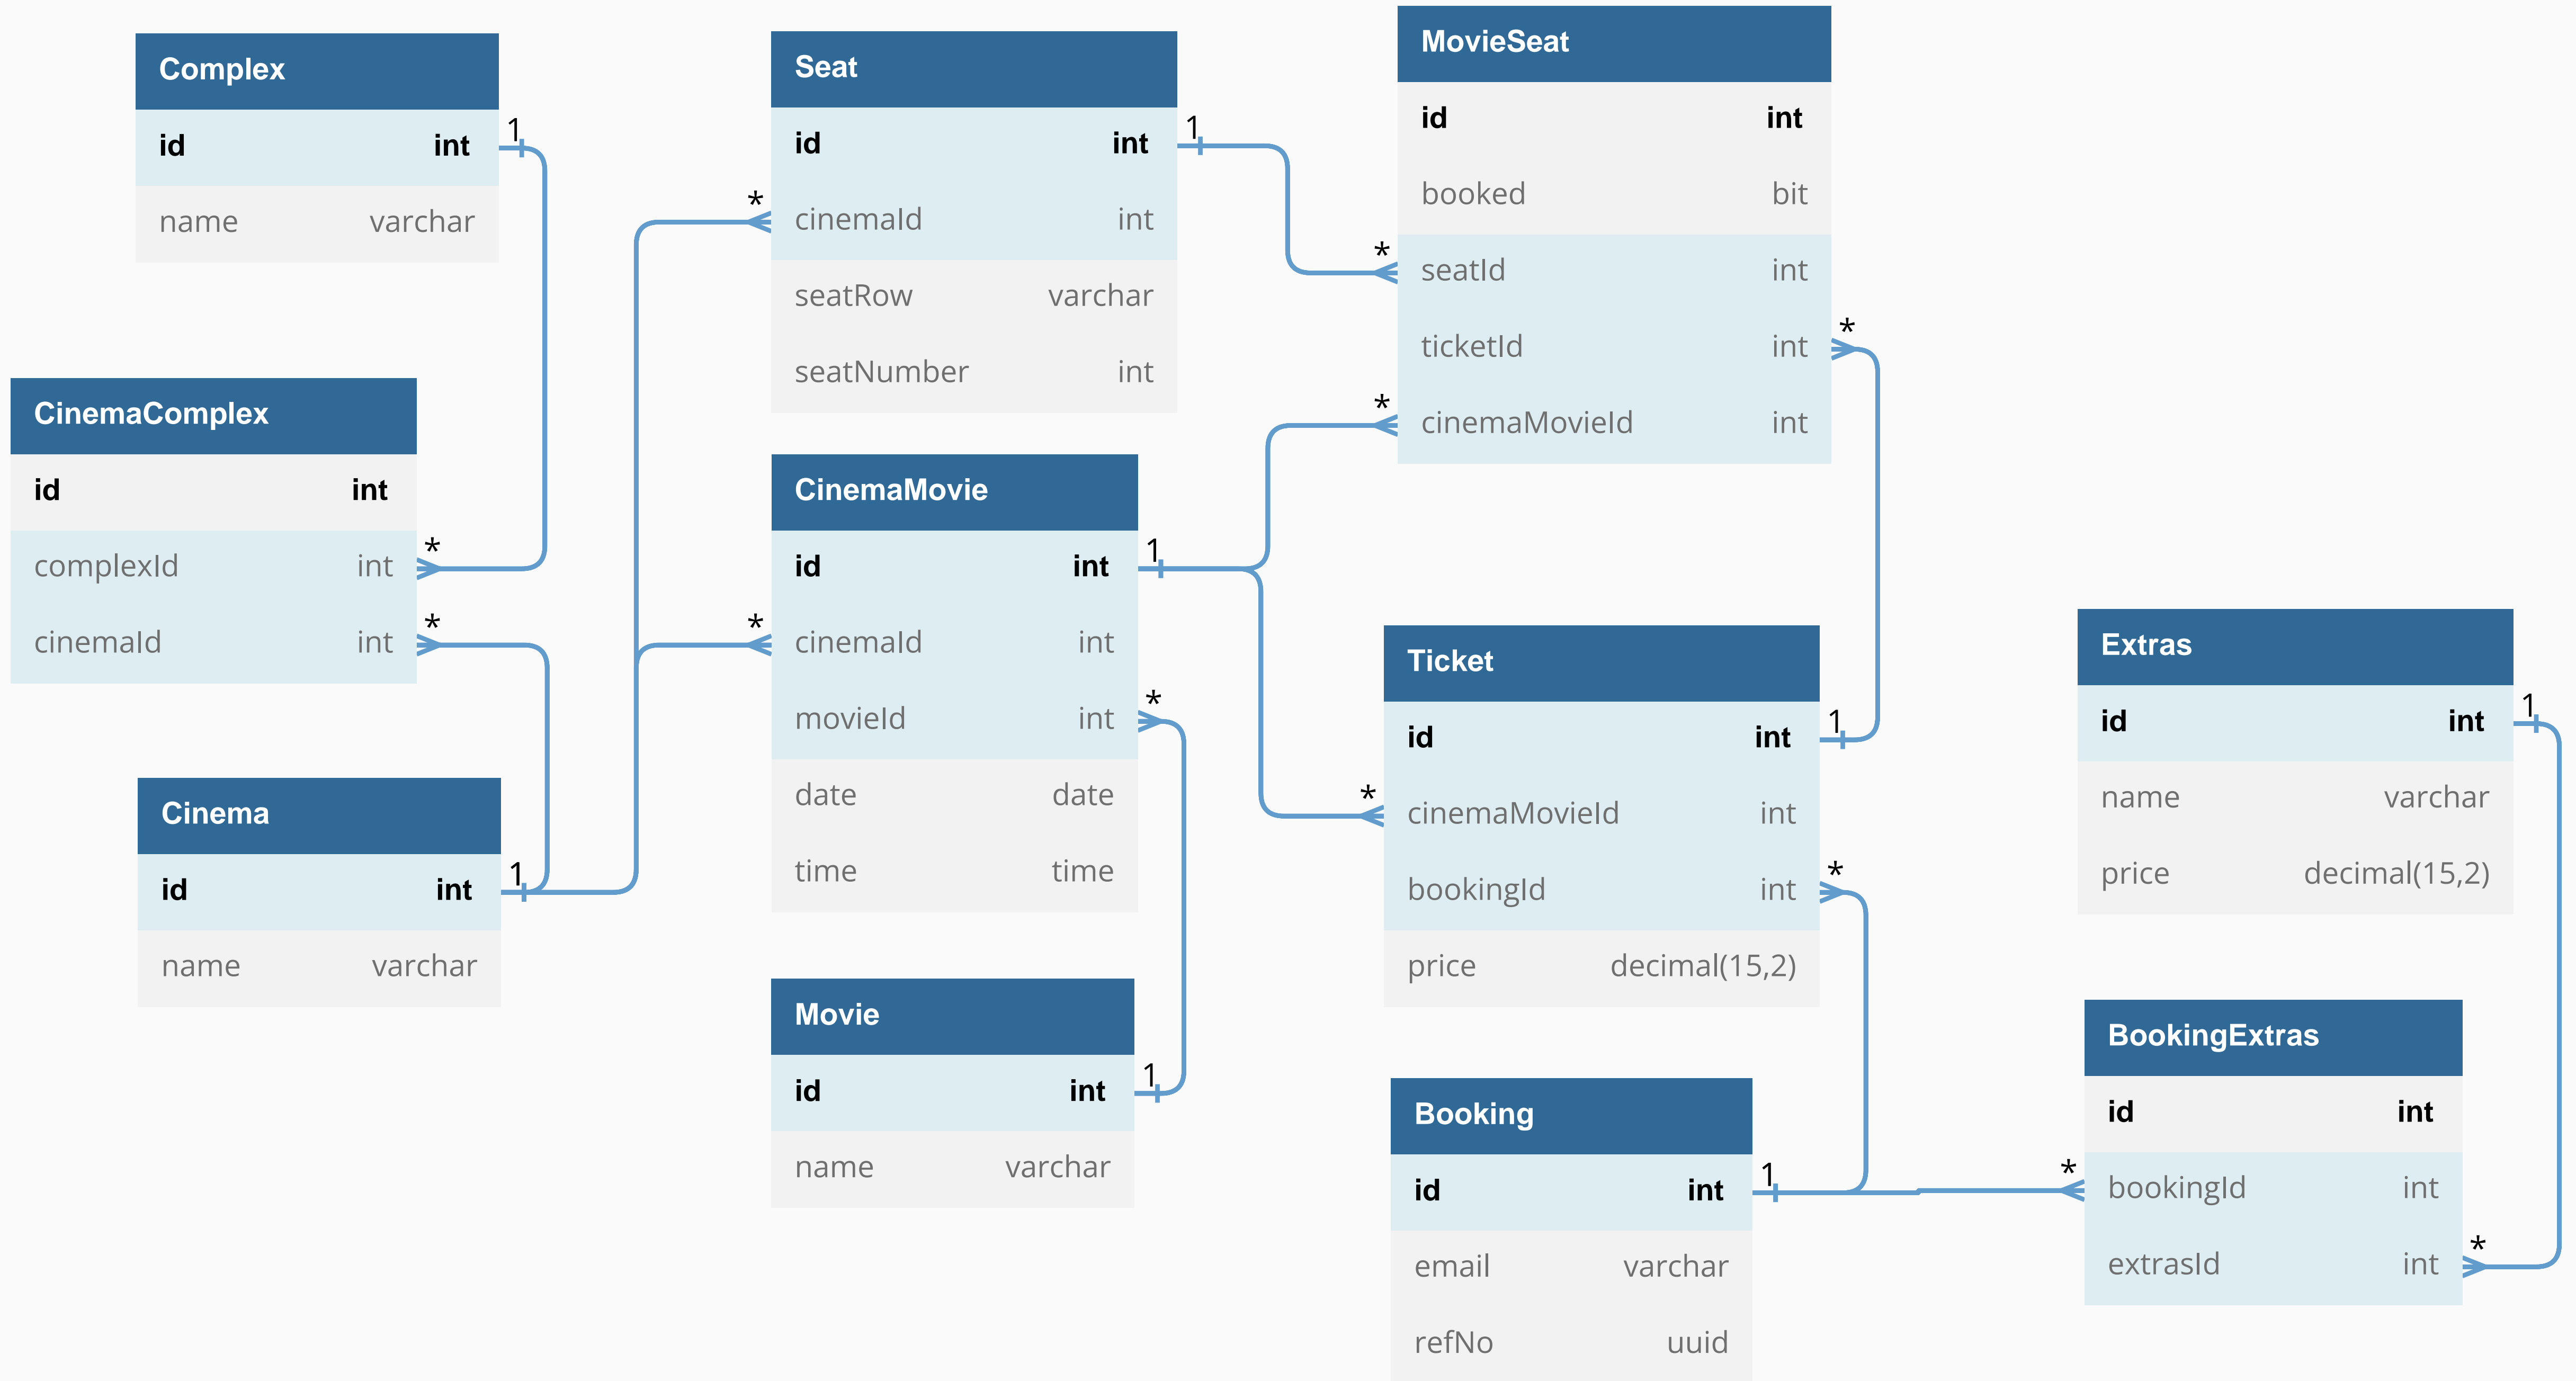 Complex
id int
name varchar
CinemaComplex
id int
complexId int
cinemaId int
Cinema
id int
name varchar
Seat
id int
cinemaId int
seatRow varchar
seatNumber int
CinemaMovie
id int
cinemaId int
movieId int
date date
time time
Movie
id int
name varchar
MovieSeat
id int
booked bit
seatId int
ticketId int
cinemaMovieId int
Ticket
id int
cinemaMovieId int
bookingId int
price decimal(15,2)
Booking
id int
email varchar
refNo uuid
Extras
id int
name varchar
price decimal(15,2)
BookingExtras
id int
bookingId int
extrasId int
1
*
*
1
*
*
1
*
1
*
*
*
1
*
1
*
1
*
*
1